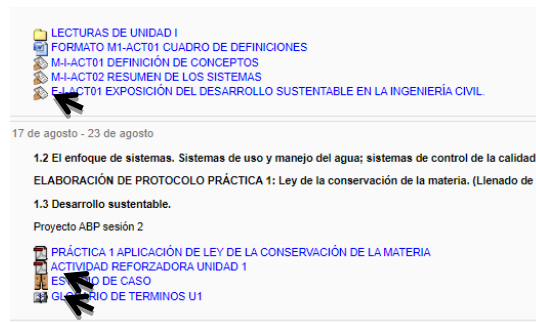 LECTURAS DE UNIDAD I
FORMATO M1-ACT01 CUADRO DE DEFINICIONES
M-I-ACT01 DEFINICIÓN DE CONCEPTOS
M-I-ACT02 RESUMEN DE LOS SISTEMAS
E-I-ACT01 EXPOSICIÓN DEL DESARROLLO SUSTENTABLE EN LA INGENIERÍA CIVIL.
17 de agosto - 23 de agosto
1.2 El enfoque de sistemas. Sistemas de uso y manejo del agua; sistemas de control de la calidad
ELABORACIÓN DE PROTOCOLO PRÁCTICA 1: Ley de la conservación de la materia. (Llenado de
1.3 Desarrollo sustentable.
Proyecto ABP sesión 2
PRÁCTICA 1 APLICACIÓN DE LEY DE LA CONSERVACIÓN DE LA MATERIA
ACTIVIDAD REFORZADORA UNIDAD 1
DE CASO
GLOSARIO DE TERMINOS U1